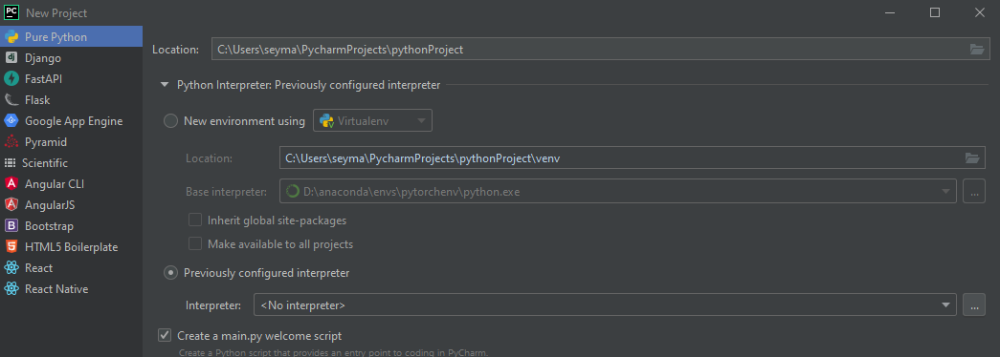 PC New Project
Pure Python
dj Django
FastAPI
Flask
Google App Engine
Pyramid
Scientific
Angular CLI
AngularJS
B Bootstrap
HTML5 Boilerplate
React
React Native
Location: C:\Users\seyma\PycharmProjects\pythonProject
Python Interpreter: Previously configured interpreter
New environment using Virtualenv
Location: C:\Users\seyma\PycharmProjects\pythonProject\venv
Base interpreter: D:\anaconda\envs\pytorchenv\python.exe ...
Inherit global site-packages
Make available to all projects
Previously configured interpreter
Interpreter: <No interpreter> ...
Create a main.py welcome script
Create a Python script that provides an entry point to coding in PyCharm.